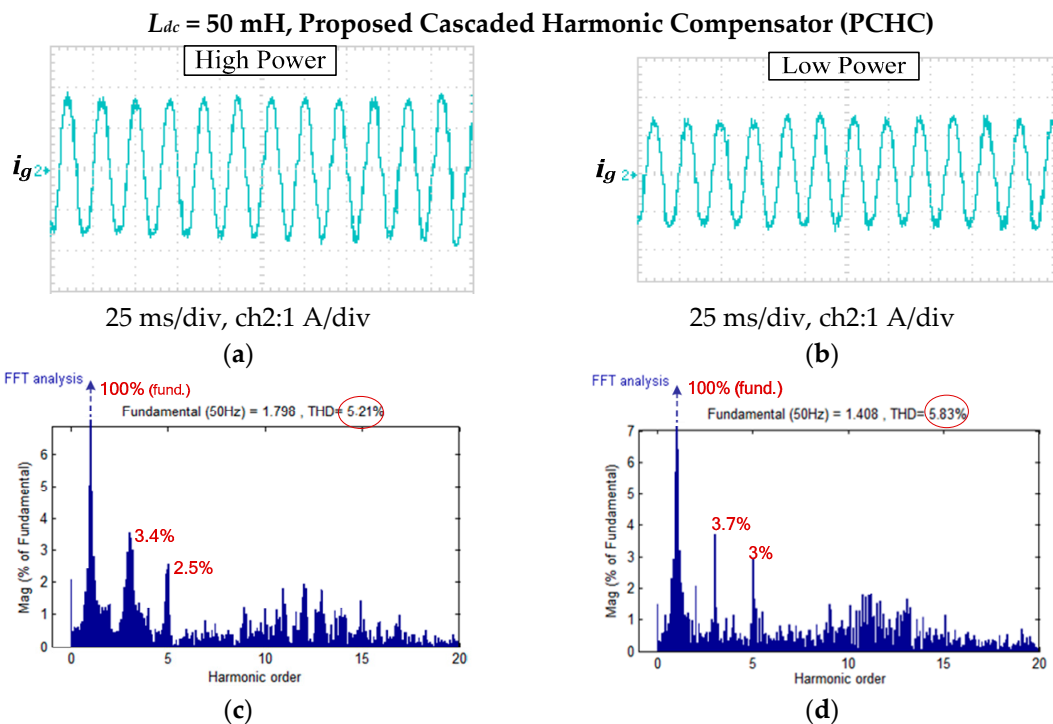 L_dc = 50 mH, Proposed Cascaded Harmonic Compensator (PCHC)
High Power
i_g 2
25 ms/div, ch2:1 A/div
(a)
Low Power
i_g 2
25 ms/div, ch2:1 A/div
(b)
FFT analysis
100% (fund.)
Fundamental (50Hz) = 1.798 , THD= 5.21%
Mag (% of Fundamental)
6
5
4
3
2
1
0
3.4%
2.5%
0 5 10 15 20
Harmonic order
(c)
FFT analysis
100% (fund.)
Fundamental (50Hz) = 1.408 , THD= 5.83%
Mag (% of Fundamental)
7
6
5
4
3
2
1
0
3.7%
3%
0 5 10 15 20
Harmonic order
(d)